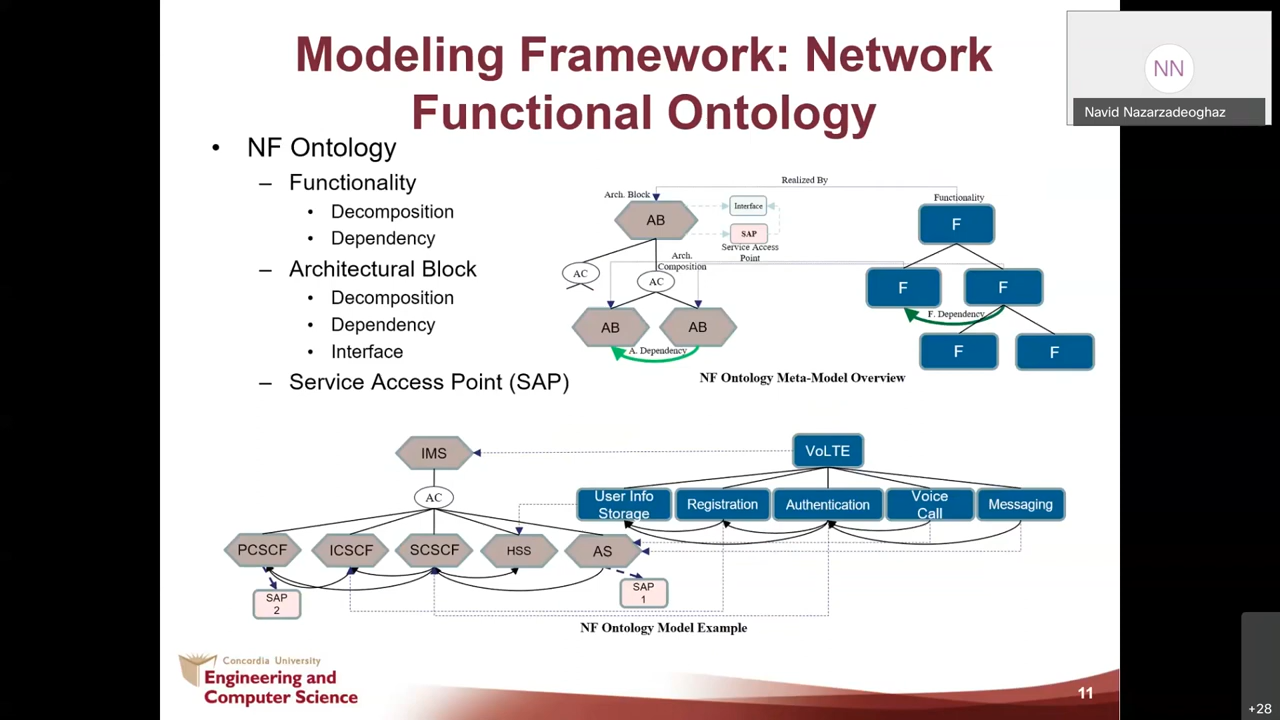 Modeling Framework: Network
Functional Ontology
NN
Navid Nazarzadeoghaz
• NF Ontology
– Functionality
• Decomposition
• Dependency
– Architectural Block
• Decomposition
• Dependency
• Interface
– Service Access Point (SAP)
Realized By
Arch. Block
Functionality
AB
Interface
SAP
Service Access
Point
F
Arch.
Composition
AC
AC
F
F
AB
AB
F. Dependency
A. Dependency
F
F
NF Ontology Meta-Model Overview
IMS
VoLTE
AC
User Info
Storage
Registration
Authentication
Voice
Call
Messaging
PCSCF
ICSCF
SCSCF
HSS
AS
SAP
2
SAP
1
NF Ontology Model Example
Concordia University
Engineering and
Computer Science
11
+28